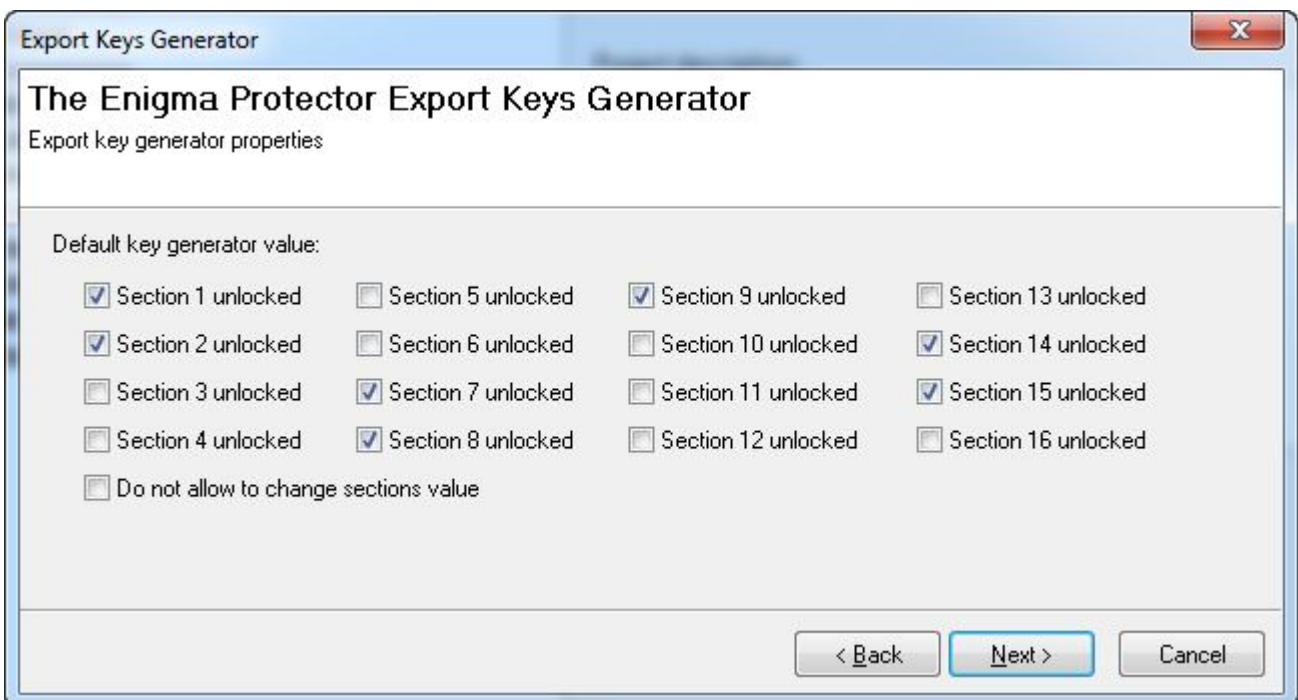 Export Keys Generator
The Enigma Protector Export Keys Generator
Export key generator properties
Default key generator value:
Section 1 unlocked Section 5 unlocked Section 9 unlocked Section 13 unlocked
Section 2 unlocked Section 6 unlocked Section 10 unlocked Section 14 unlocked
Section 3 unlocked Section 7 unlocked Section 11 unlocked Section 15 unlocked
Section 4 unlocked Section 8 unlocked Section 12 unlocked Section 16 unlocked
Do not allow to change sections value
< Back Next > Cancel